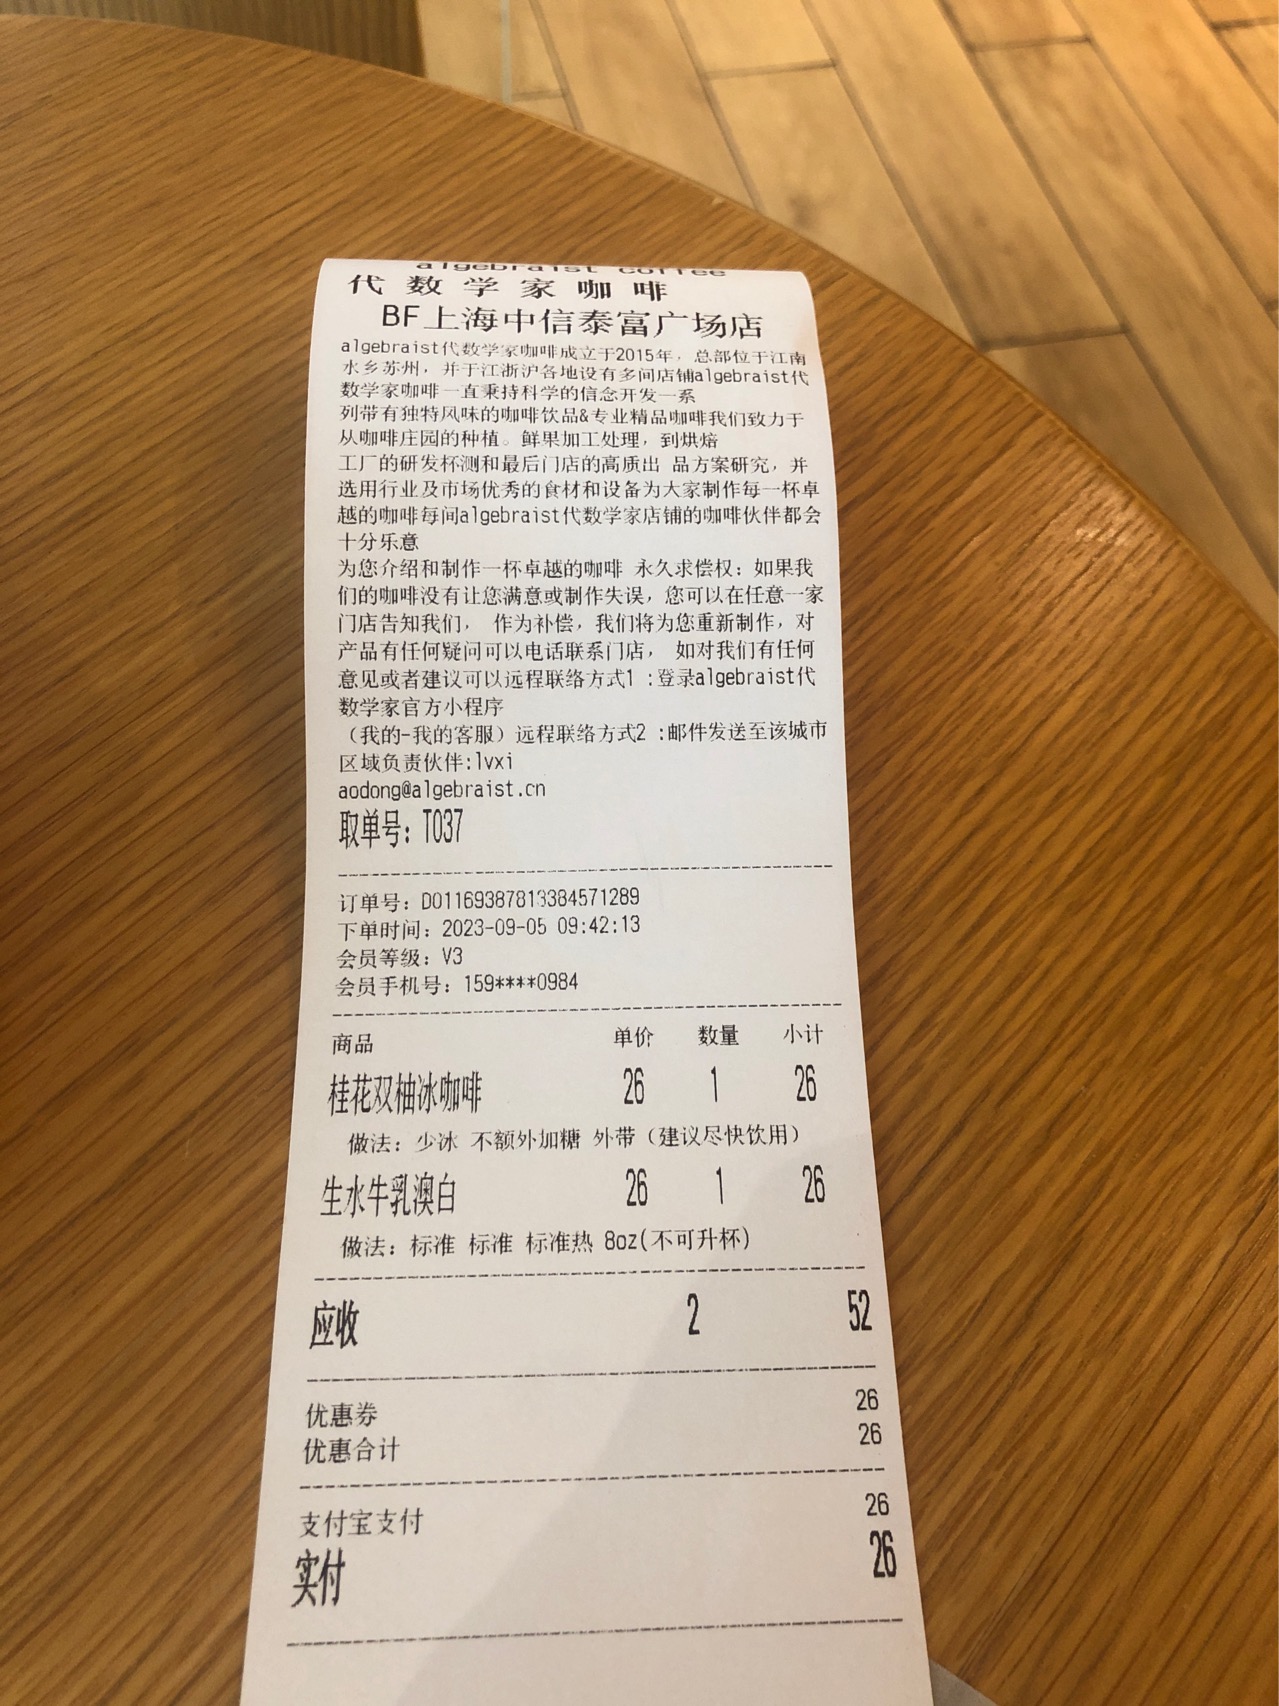 algebraist coffee
代数学家咖啡
BF上海中信泰富广场店
algebraist代数学家咖啡成立于2015年，总部位于江南
水乡苏州，并于江浙沪各地设有多间店铺algebraist代
数学家咖啡一直秉持科学的信念开发一系
列带有独特风味的咖啡饮品&专业精品咖啡我们致力于
从咖啡庄园的种植。鲜果加工处理，到烘焙
工厂的研发杯测和最后门店的高质出 品方案研究，并
选用行业及市场优秀的食材和设备为大家制作每一杯卓
越的咖啡每间algebraist代数学家店铺的咖啡伙伴都会
十分乐意
为您介绍和制作一杯卓越的咖啡 永久求偿权：如果我
们的咖啡没有让您满意或制作失误，您可以在任意一家
门店告知我们， 作为补偿，我们将为您重新制作，对
产品有任何疑问可以电话联系门店， 如对我们有任何
意见或者建议可以远程联络方式1 :登录algebraist代
数学家官方小程序
（我的-我的客服）远程联络方式2 :邮件发送至该城市
区域负责伙伴:lvxi
aodong@algebraist.cn
取单号：T037
订单号：D01169387813384571289
下单时间：2023-09-05 09:42:13
会员等级：V3
会员手机号：159****0984
商品 单价 数量 小计
桂花双柚冰咖啡 26 1 26
做法：少冰 不额外加糖 外带（建议尽快饮用）
生水牛乳澳白 26 1 26
做法：标准 标准 标准热 8oz(不可升杯)
应收 2 52
优惠券 26
优惠合计 26
支付宝支付 26
实付 26